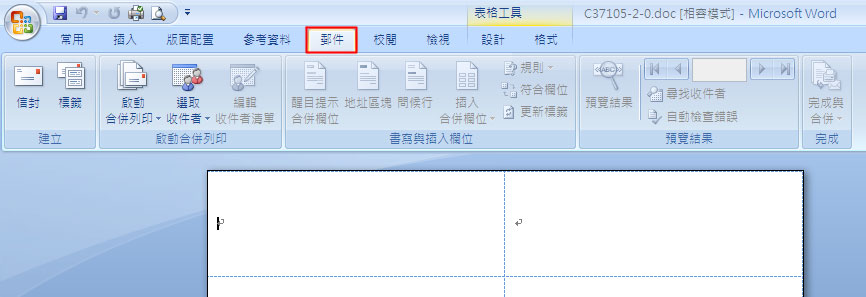 表格工具
C37105-2-0.doc [相容模式] - Microsoft Word
常用 插入 版面配置 參考資料 郵件 校閱 檢視 設計 格式
信封 標籤
啟動 合併列印
選取 收件者
編輯 收件者清單
醒目提示 合併欄位
地址區塊
問候行
插入 合併欄位
規則
符合欄位
更新標籤
<ABC>
預覽結果
尋找收件者
自動檢查錯誤
完成與 合併
建立 啟動合併列印 書寫與插入欄位 預覽結果 完成